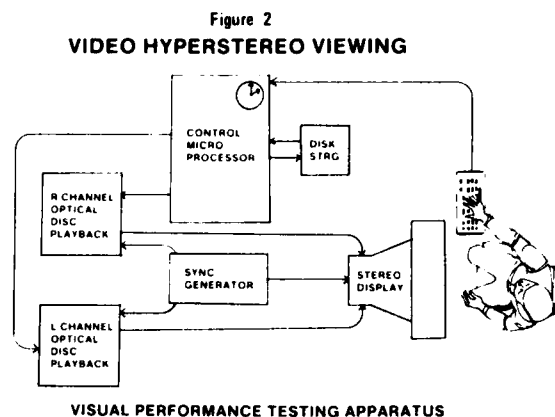 Figure 2
VIDEO HYPERSTEREO VIEWING
CONTROL
MICRO
PROCESSOR
DISK
STRG
R CHANNEL
OPTICAL
DISC
PLAYBACK
SYNC
GENERATOR
STEREO
DISPLAY
L CHANNEL
OPTICAL
DISC
PLAYBACK
VISUAL PERFORMANCE TESTING APPARATUS